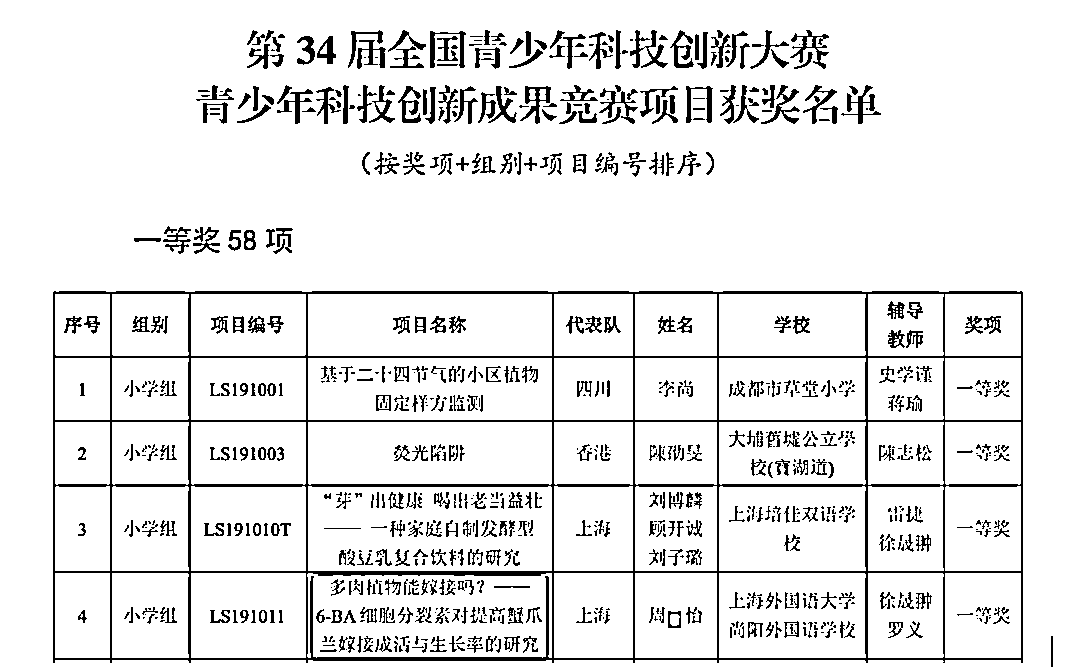 第 34 届全国青少年科技创新大赛
青少年科技创新成果竞赛项目获奖名单
（按奖项+组别+项目编号排序）
一等奖 58 项
序号 组别 项目编号 项目名称 代表队 姓名 学校 辅导教师 奖项
1 小学组 LS191001 基于二十四节气的小区植物固定样方监测 四川 李尚 成都市草堂小学 史学谨 蒋瑜 一等奖
2 小学组 LS191003 荧光陷阱 香港 陳劭旻 大埔舊墟公立学校(寶湖道) 陳志松 一等奖
3 小学组 LS191010T “芽”出健康 喝出老当益壮—— 一种家庭自制发酵型酸豆乳复合饮料的研究 上海 刘博麟 顾开诚 刘子璐 上海培佳双语学校 雷捷 徐晟翀 一等奖
4 小学组 LS191011 多肉植物能嫁接吗？——6-BA 细胞分裂素对提高蟹爪兰嫁接成活与生长率的研究 上海 周 怡 上海外国语大学尚阳外国语学校 徐晟翀 罗义 一等奖